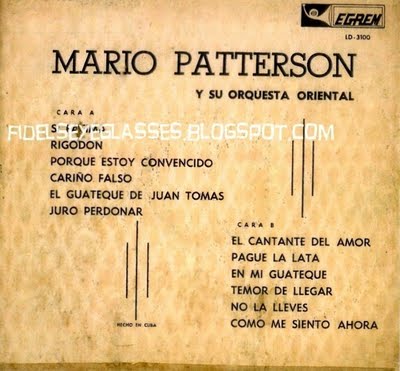 EGREM
LD-3100
MARIO PATTERSON
Y SU ORQUESTA ORIENTAL
CARA A
FIDELSEYEGLASSES.BLOGSPOT.COM
RIGODON
PORQUE ESTOY CONVENCIDO
CARIÑO FALSO
EL GUATEQUE DE JUAN TOMAS
JURO PERDONAR
HECHO EN CUBA
CARA B
EL CANTANTE DEL AMOR
PAGUE LA LATA
EN MI GUATEQUE
TEMOR DE LLEGAR
NO LA LLEVES
COMO ME SIENTO AHORA